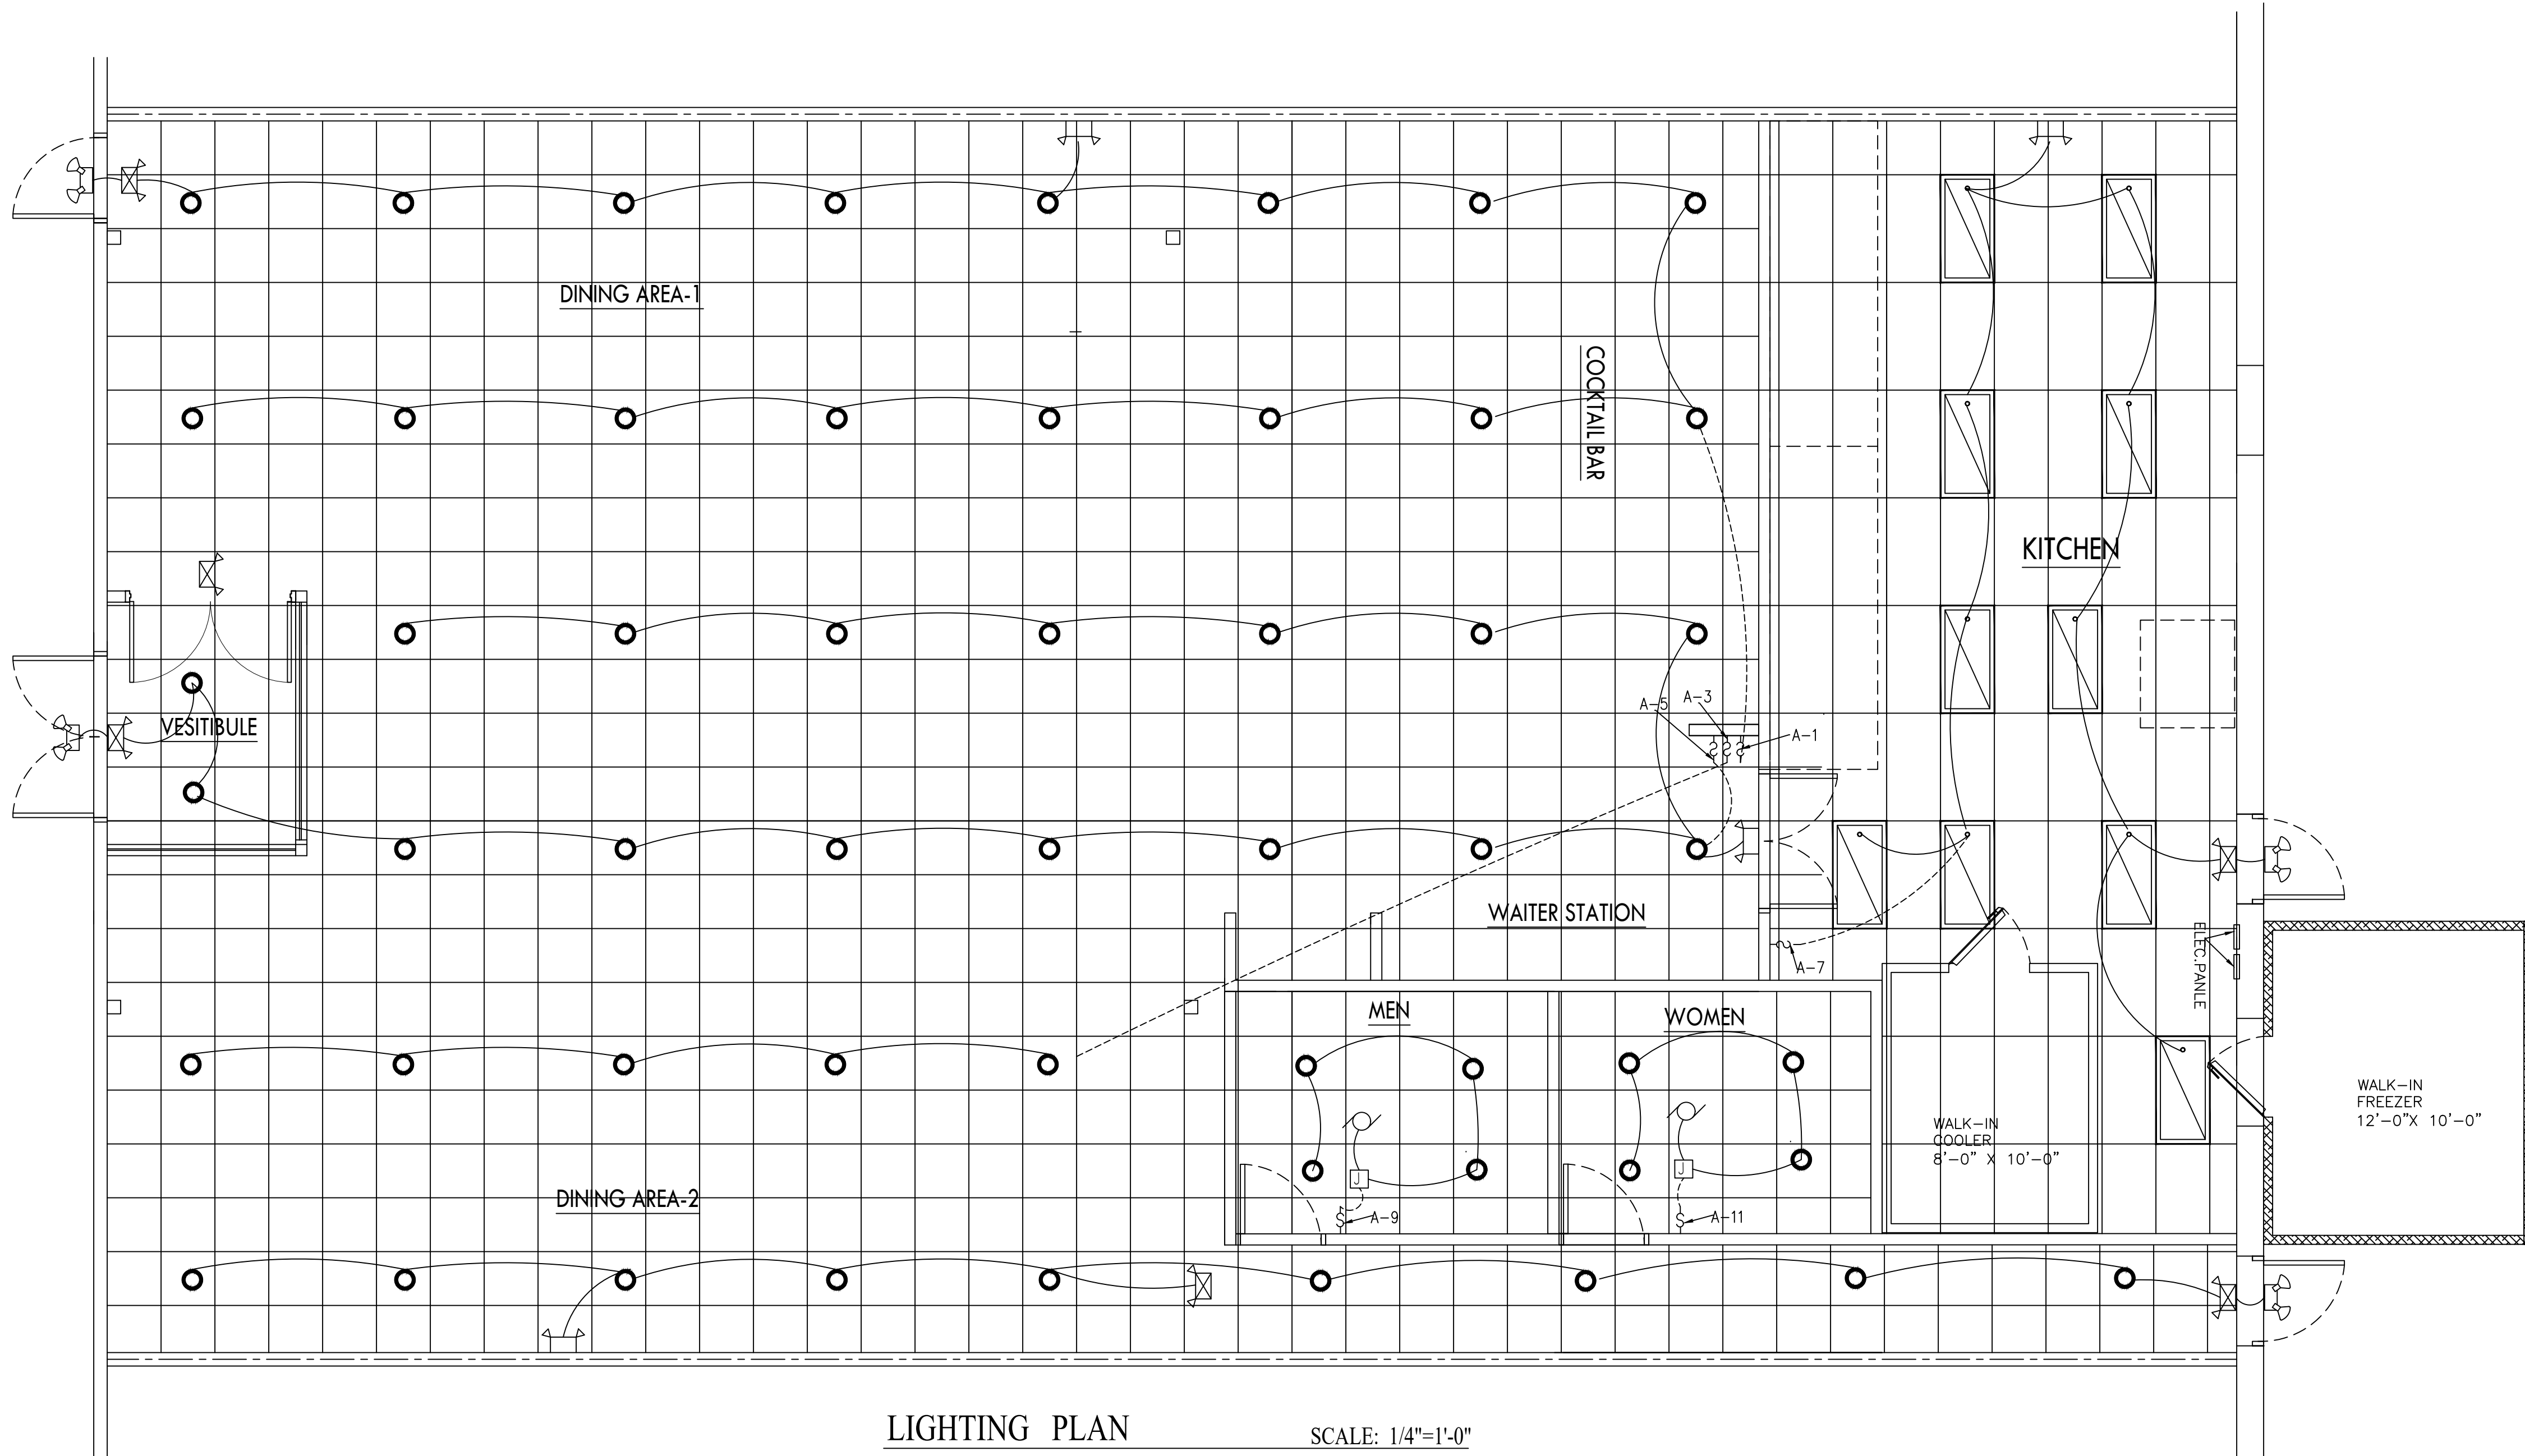 DINING AREA-1
COCKTAIL BAR
KITCHEN
A-5
A-3
A-1
VESITIBULE
WAITER STATION
A-7
ELEC.PANLE
MEN
WOMEN
J
J
A-9
A-11
WALK-IN
COOLER
8'-0" X 10'-0"
WALK-IN
FREEZER
12'-0"X 10'-0"
DINING AREA-2
LIGHTING PLAN
SCALE: 1/4"=1'-0"